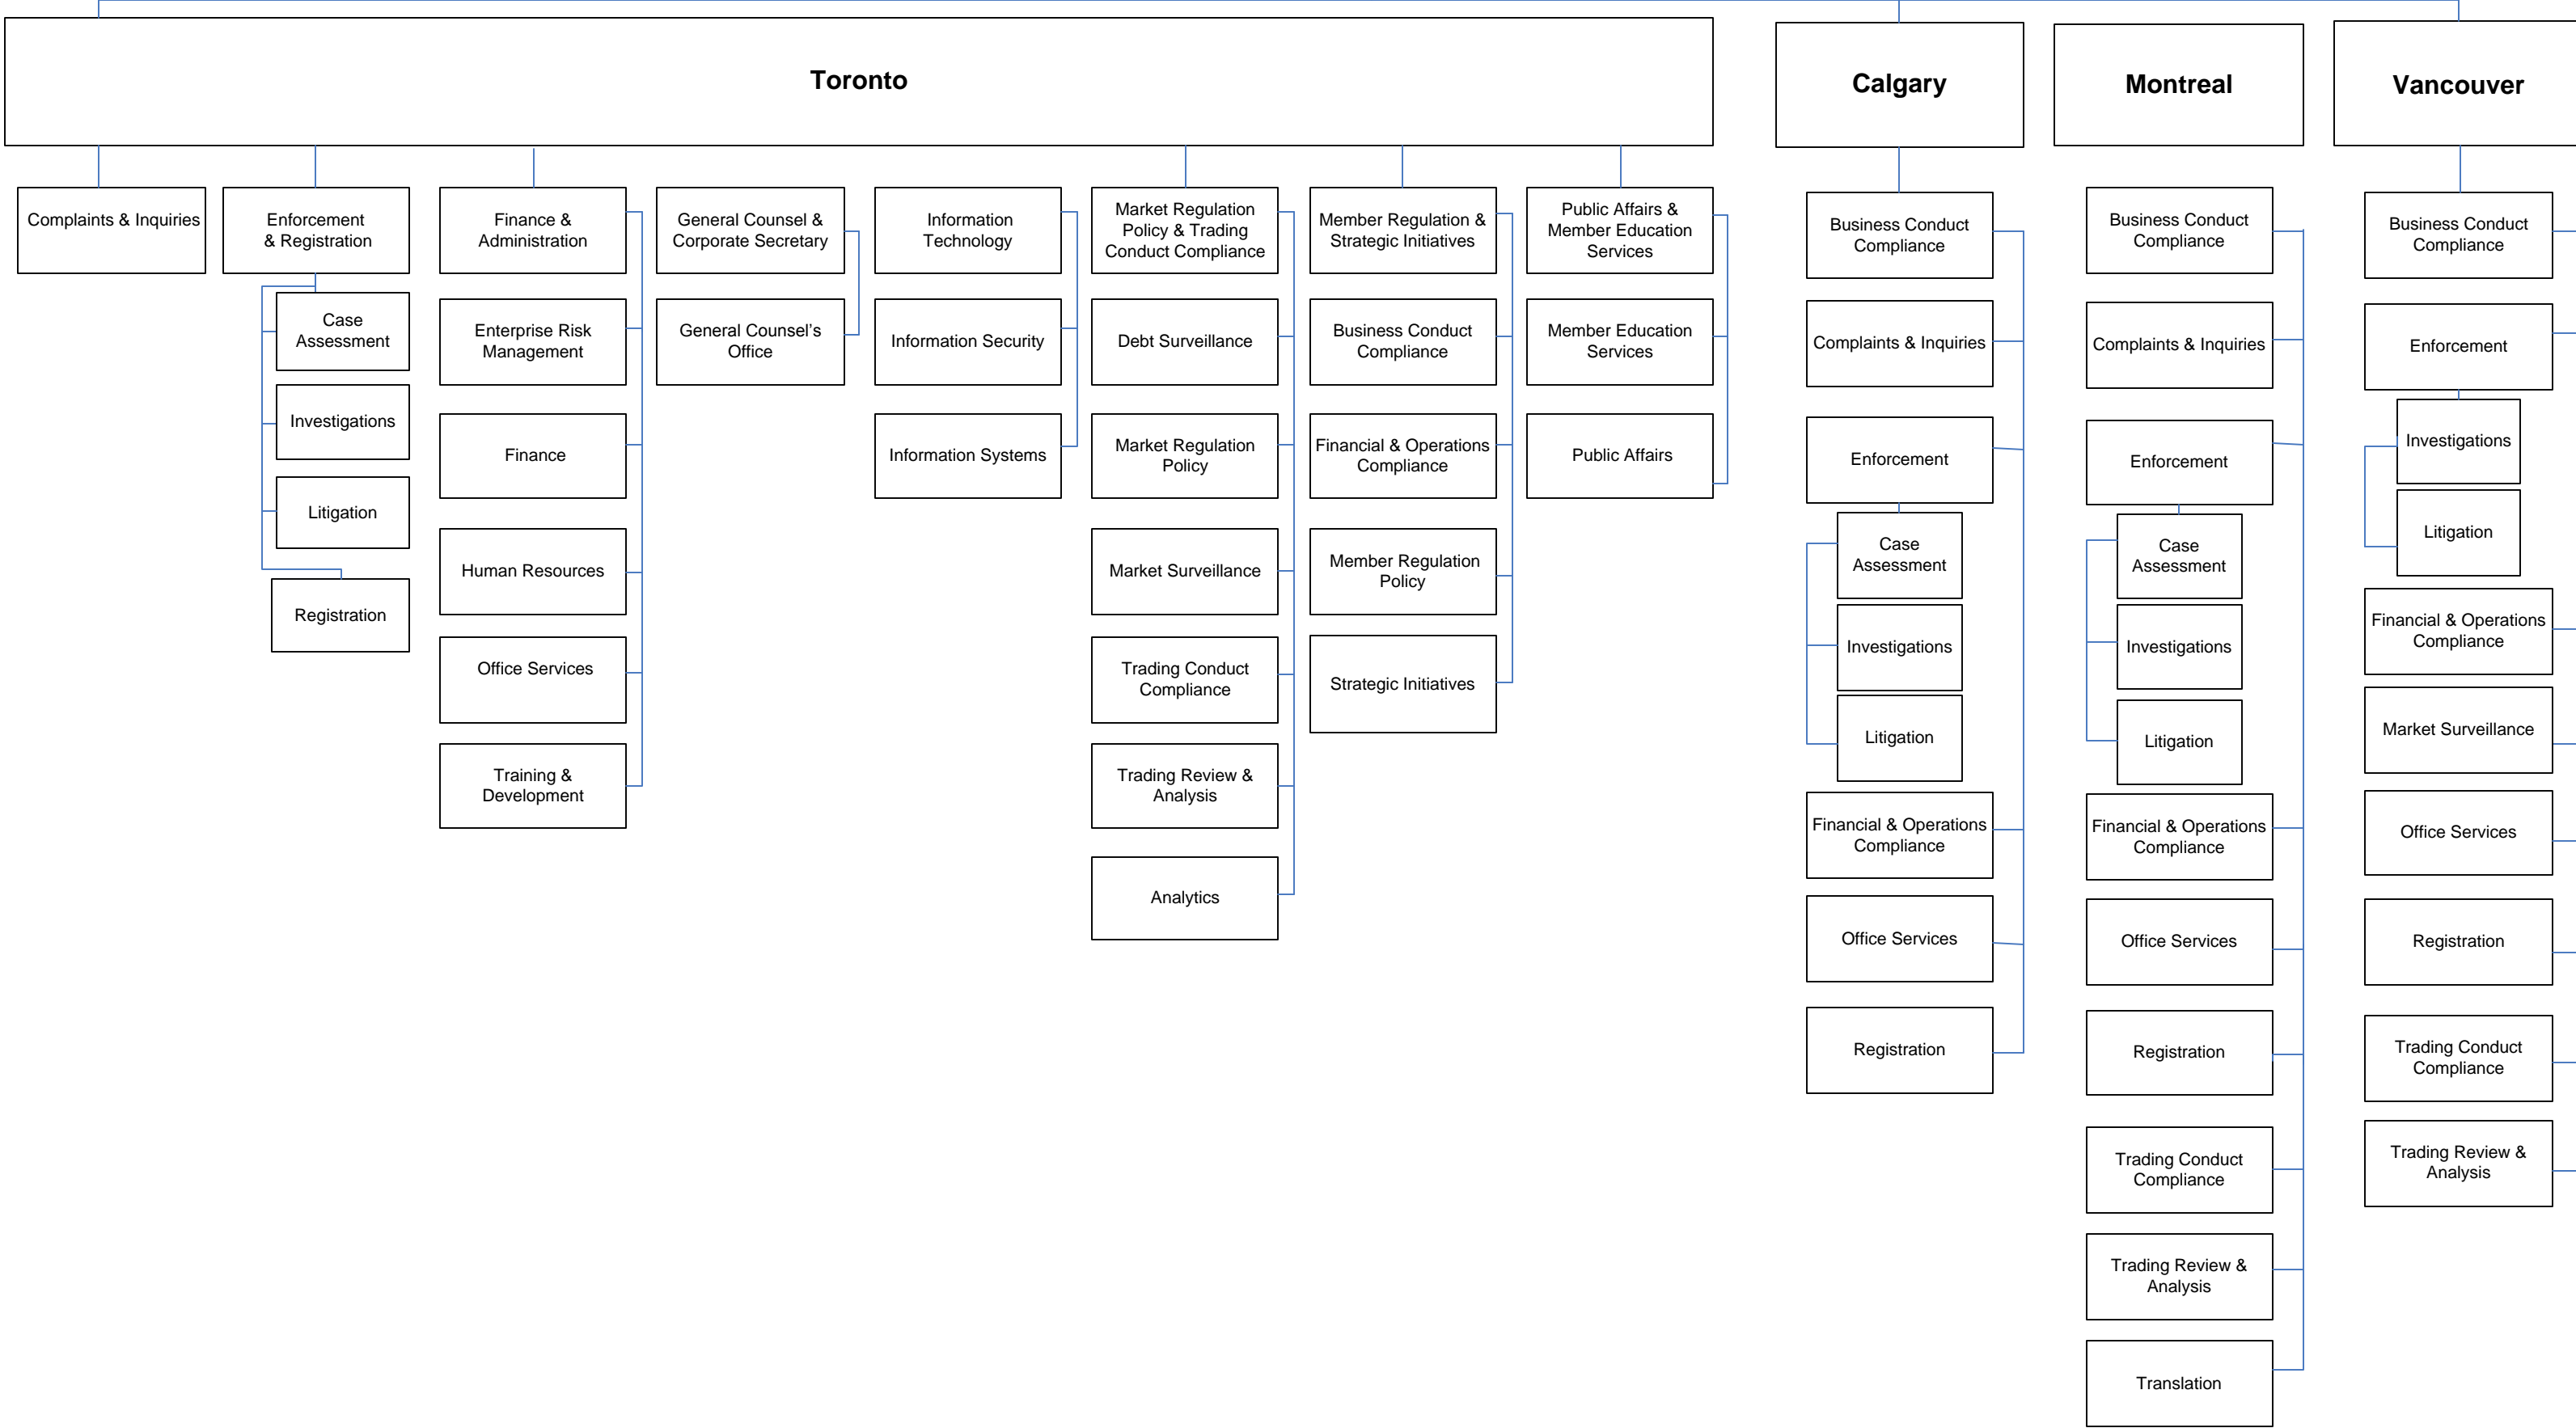 Toronto
Calgary
Montreal
Vancouver
Complaints & Inquiries
Enforcement
& Registration
Case
Assessment
Investigations
Litigation
Registration
Finance &
Administration
Enterprise Risk
Management
Finance
Human Resources
Office Services
Training &
Development
General Counsel &
Corporate Secretary
General Counsel’s
Office
Information
Technology
Information Security
Information Systems
Market Regulation
Policy & Trading
Conduct Compliance
Debt Surveillance
Market Regulation
Policy
Market Surveillance
Trading Conduct
Compliance
Trading Review &
Analysis
Analytics
Member Regulation &
Strategic Initiatives
Business Conduct
Compliance
Financial & Operations
Compliance
Member Regulation
Policy
Strategic Initiatives
Public Affairs &
Member Education
Services
Member Education
Services
Public Affairs
Business Conduct
Compliance
Complaints & Inquiries
Enforcement
Case
Assessment
Investigations
Litigation
Financial & Operations
Compliance
Office Services
Registration
Business Conduct
Compliance
Complaints & Inquiries
Enforcement
Case
Assessment
Investigations
Litigation
Financial & Operations
Compliance
Office Services
Registration
Trading Conduct
Compliance
Trading Review &
Analysis
Translation
Business Conduct
Compliance
Enforcement
Investigations
Litigation
Financial & Operations
Compliance
Market Surveillance
Office Services
Registration
Trading Conduct
Compliance
Trading Review &
Analysis